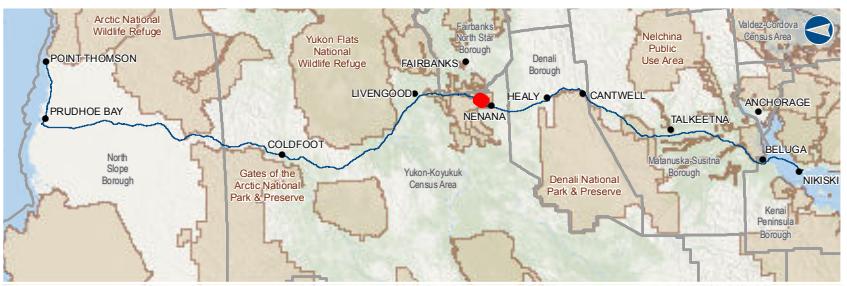 Arctic National
Wildlife Refuge
POINT THOMSON
PRUDHOE BAY
North
Slope
Borough
COLDFOOT
Gates of the
Arctic National
Park & Preserve
Yukon Flats
National
Wildlife Refuge
LIVENGOOD
FAIRBANKS
Fairbanks
North Star
Borough
NENANA
Yukon-Koyukuk
Census Area
Denali
Borough
HEALY
CANTWELL
Denali National
Park & Preserve
Nelchina
Public
Use Area
TALKEETNA
Matanuska-Susitna
Borough
Valdez-Cordova
Census Area
ANCHORAGE
BELUGA
NIKISKI
Kenai
Peninsula
Borough